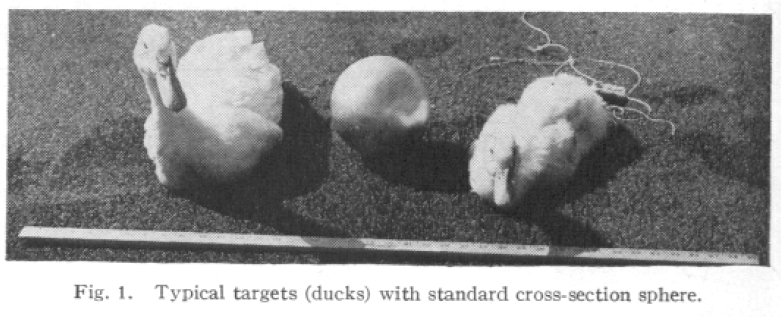 Fig. 1. Typical targets (ducks) with standard cross-section sphere.